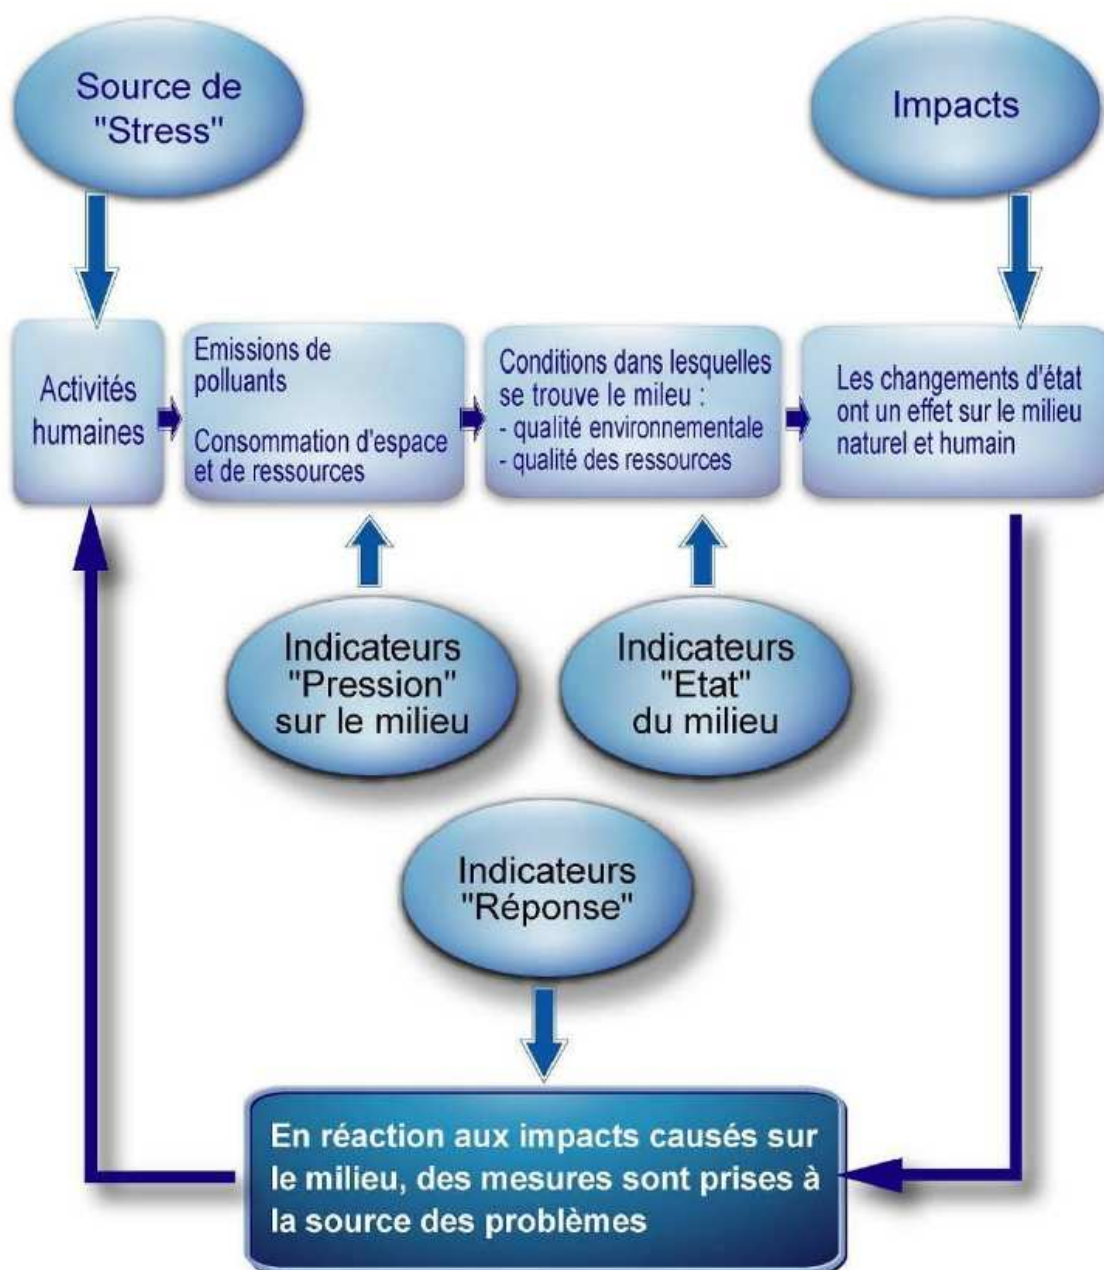 Source de
"Stress"
Impacts
Activités
humaines
Emissions de
polluants
Consommation d'espace
et de ressources
Conditions dans lesquelles
se trouve le mileu :
- qualité environnementale
- qualité des ressources
Les changements d'état
ont un effet sur le milieu
naturel et humain
Indicateurs
"Pression"
sur le milieu
Indicateurs
"Etat"
du milieu
Indicateurs
"Réponse"
En réaction aux impacts causés sur
le milieu, des mesures sont prises à
la source des problèmes